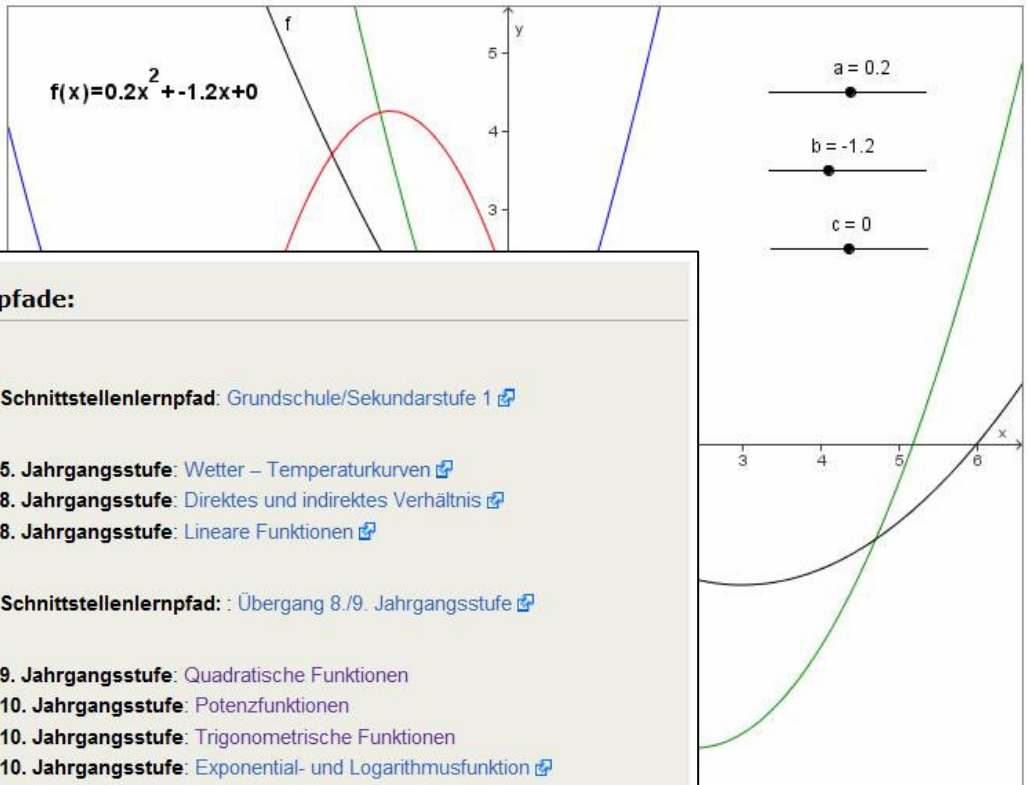 f
y
f(x)=0.2x²+-1.2x+0
5
4
3
a = 0.2
b = -1.2
c = 0
pfade:
Schnittstellenlernpfad: Grundschule/Sekundarstufe 1
5. Jahrgangsstufe: Wetter – Temperaturkurven
8. Jahrgangsstufe: Direktes und indirektes Verhältnis
8. Jahrgangsstufe: Lineare Funktionen
Schnittstellenlernpfad: : Übergang 8./9. Jahrgangsstufe
9. Jahrgangsstufe: Quadratische Funktionen
10. Jahrgangsstufe: Potenzfunktionen
10. Jahrgangsstufe: Trigonometrische Funktionen
10. Jahrgangsstufe: Exponential- und Logarithmusfunktion
x
3 4 5 6